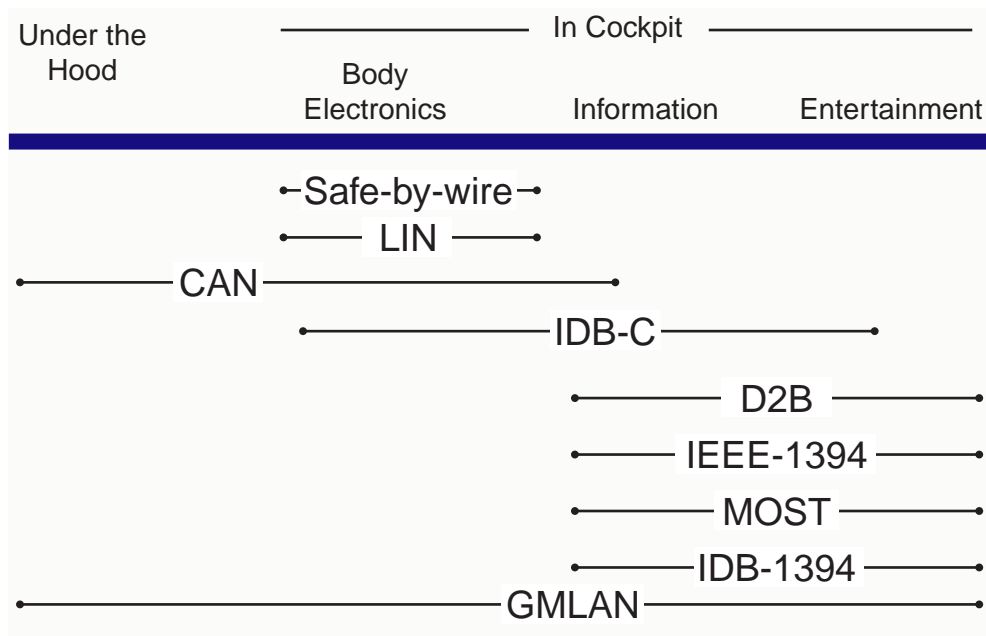 Under the
Hood
In Cockpit
Body
Electronics
Information
Entertainment
Safe-by-wire
LIN
CAN
IDB-C
D2B
IEEE-1394
MOST
IDB-1394
GMLAN